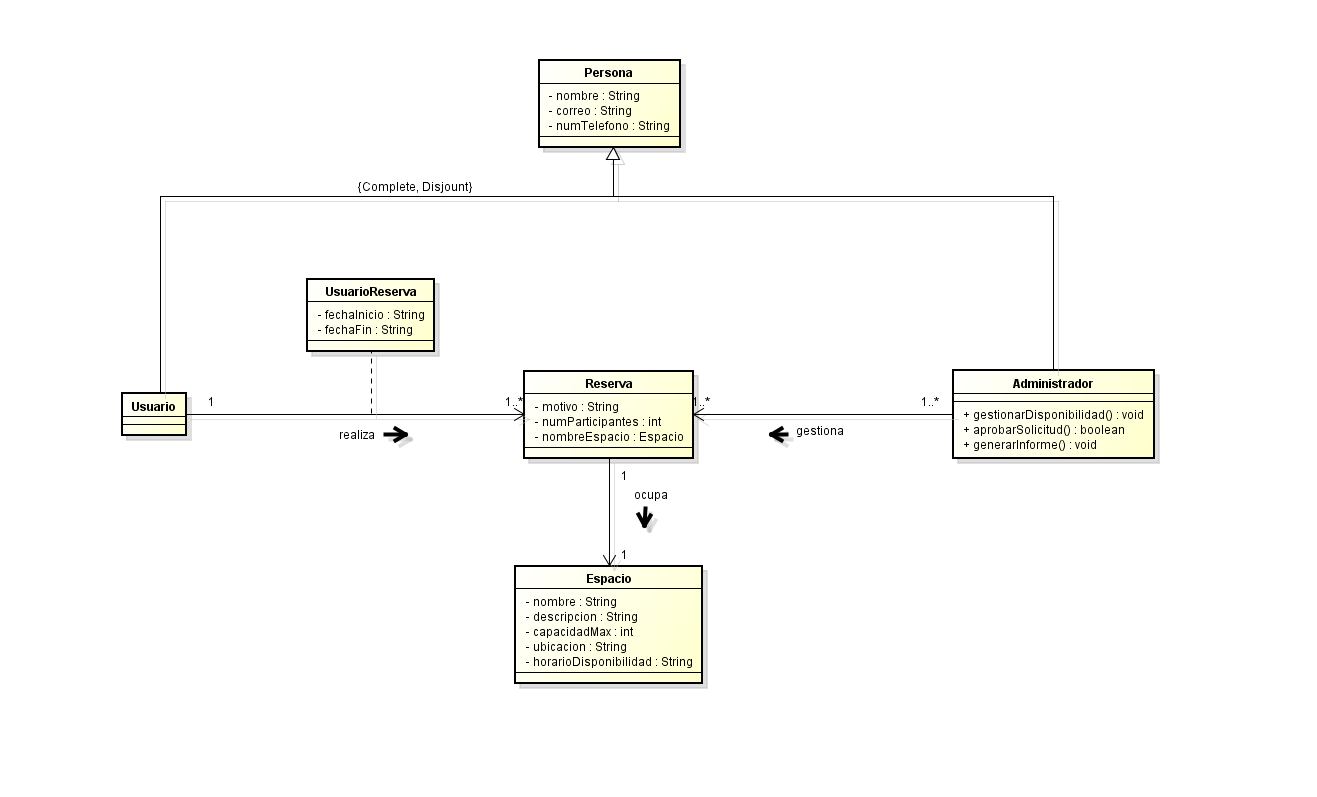 Persona
- nombre : String
- correo : String
- numTelefono : String
{Complete, Disjount}
UsuarioReserva
- fechaInicio : String
- fechaFin : String
Usuario
1
1..*
realiza
Reserva
- motivo : String
- numParticipantes : int
- nombreEspacio : Espacio
1..*
1..*
gestiona
Administrador
+ gestionarDisponibilidad() : void
+ aprobarSolicitud() : boolean
+ generarInforme() : void
1
ocupa
1
Espacio
- nombre : String
- descripcion : String
- capacidadMax : int
- ubicacion : String
- horarioDisponibilidad : String